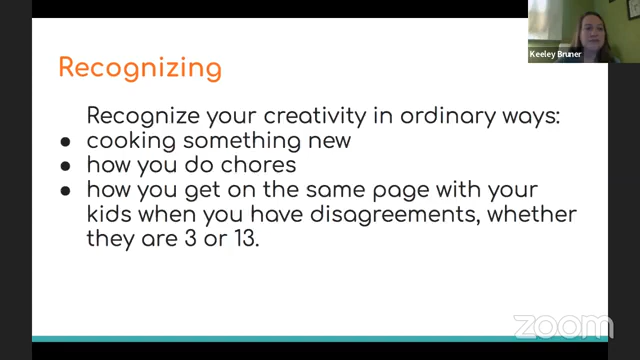 Keeley Bruner
Recognizing
Recognize your creativity in ordinary ways:
● cooking something new
● how you do chores
● how you get on the same page with your
kids when you have disagreements, whether
they are 3 or 13.
zoom